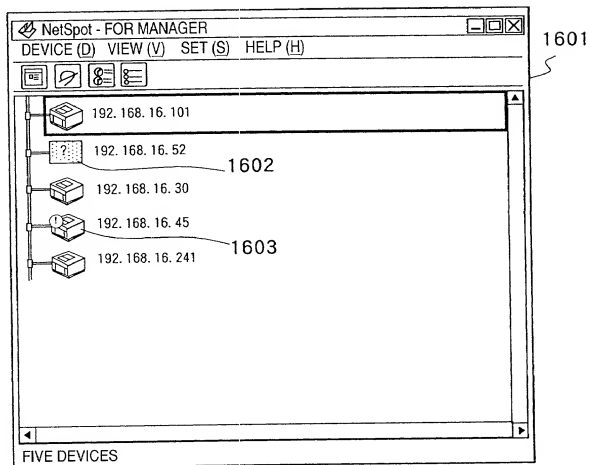 NetSpot - FOR MANAGER
1601
DEVICE (D) VIEW (V) SET (S) HELP (H)
192. 168. 16. 101
? 192. 168. 16. 52
1602
192. 168. 16. 30
! 192. 168. 16. 45
1603
192. 168. 16. 241
FIVE DEVICES